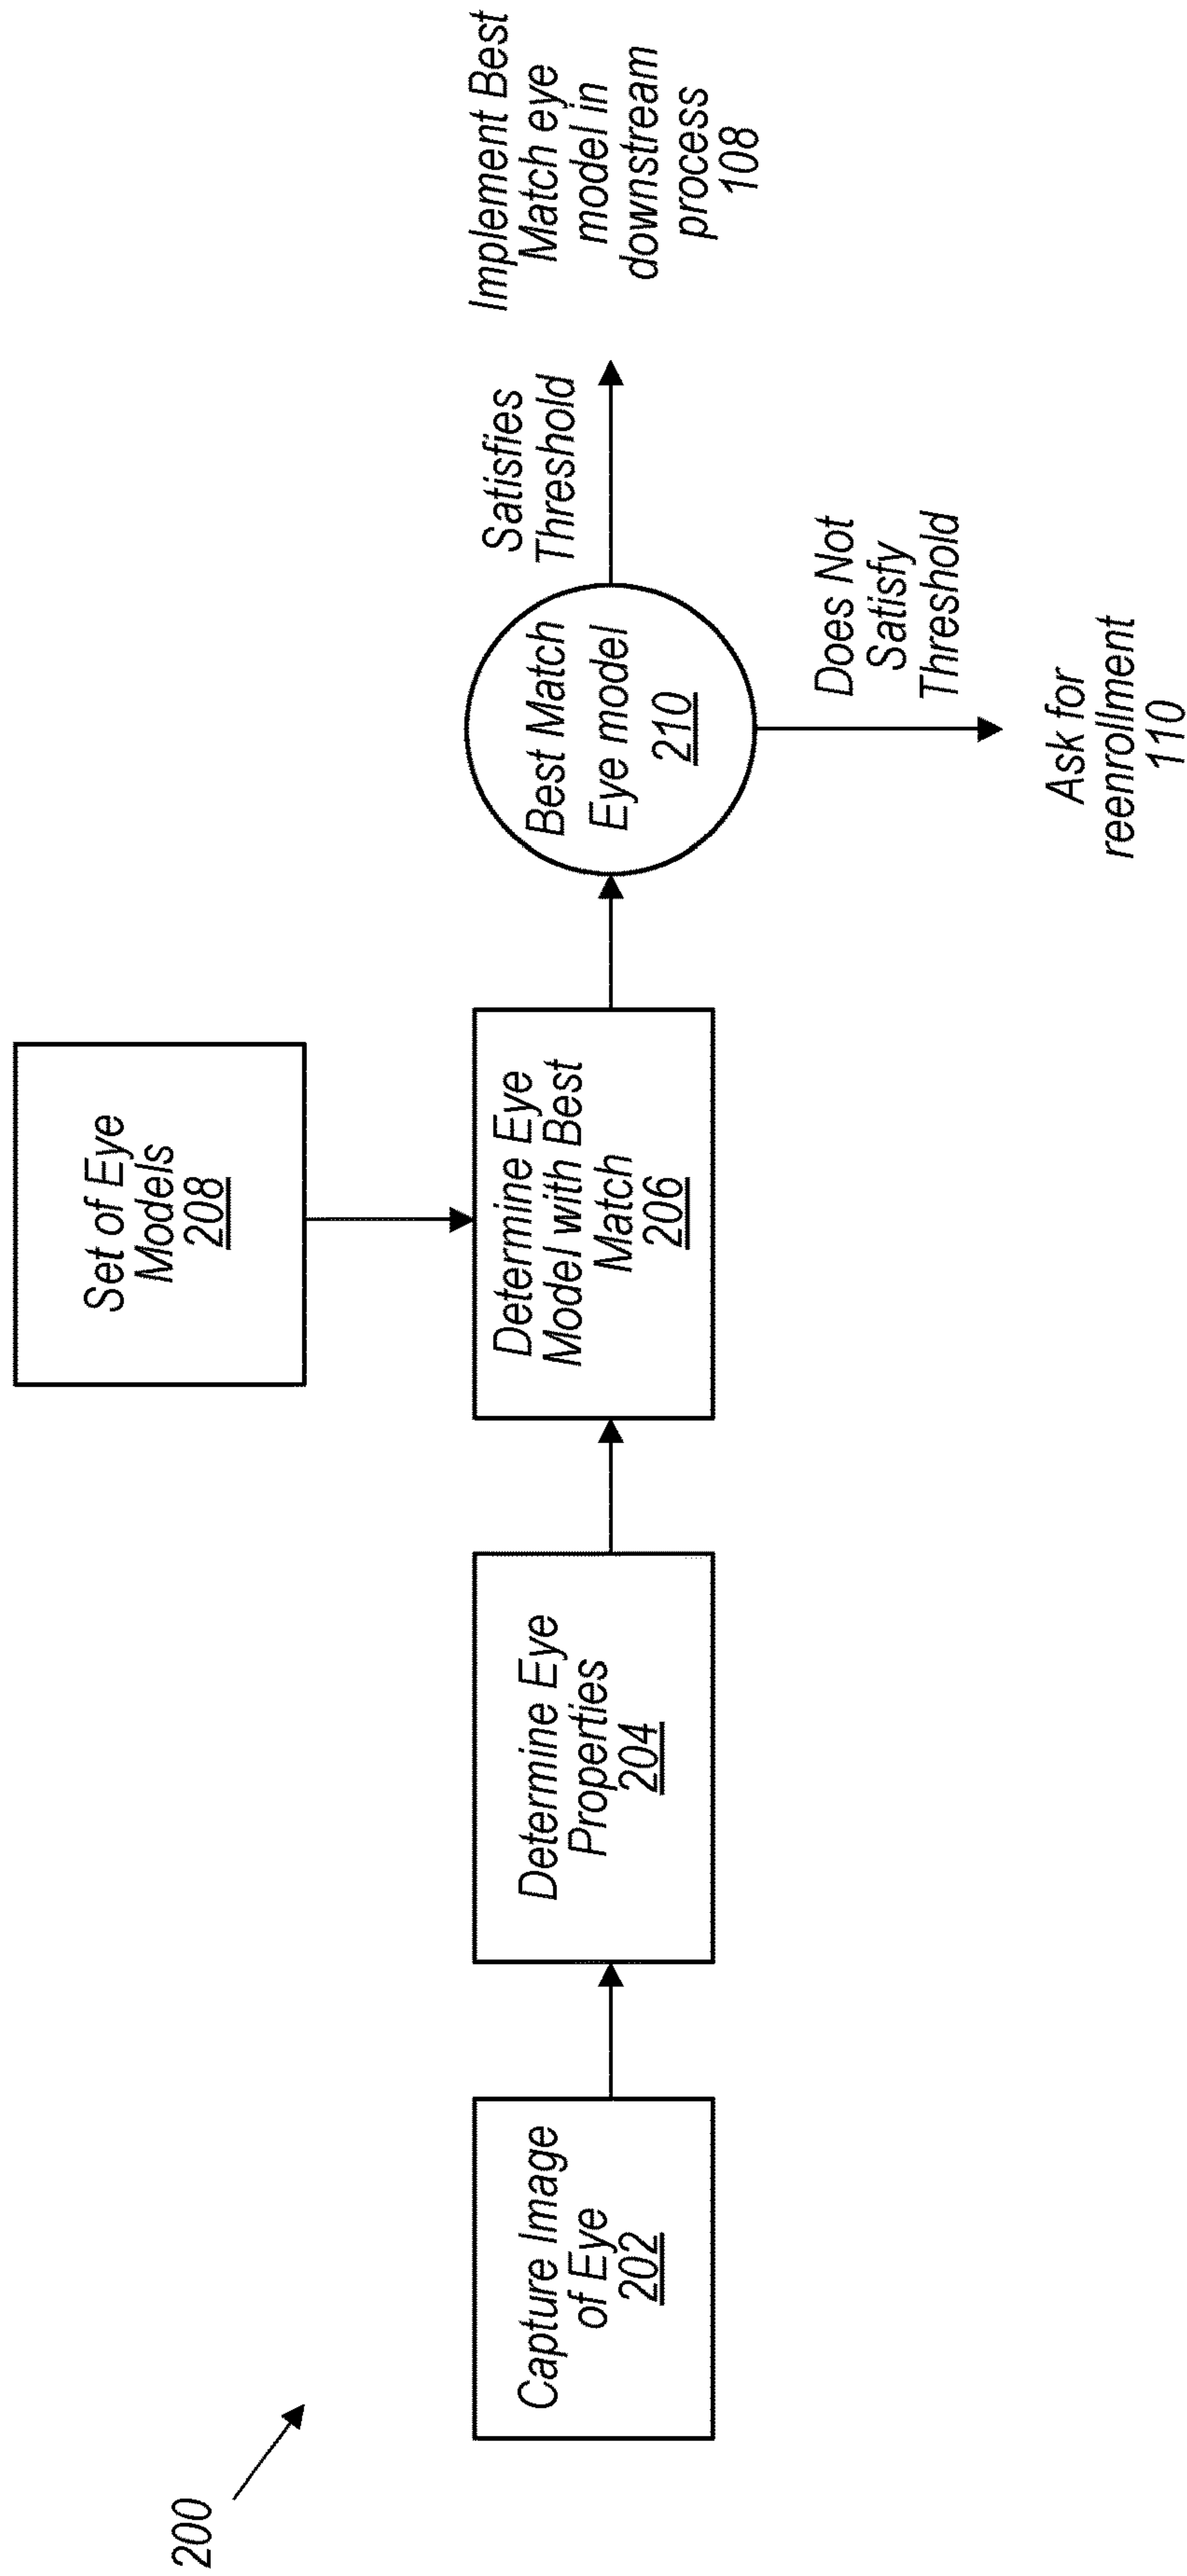 200
Capture Image
of Eye
202
Determine Eye
Properties
204
Set of Eye
Models
208
Determine Eye
Model with Best
Match
206
Best Match
Eye model
210
Satisfies
Threshold
Implement Best
Match eye
model in
downstream
process
108
Does Not
Satisfy
Threshold
Ask for
reenrollment
110